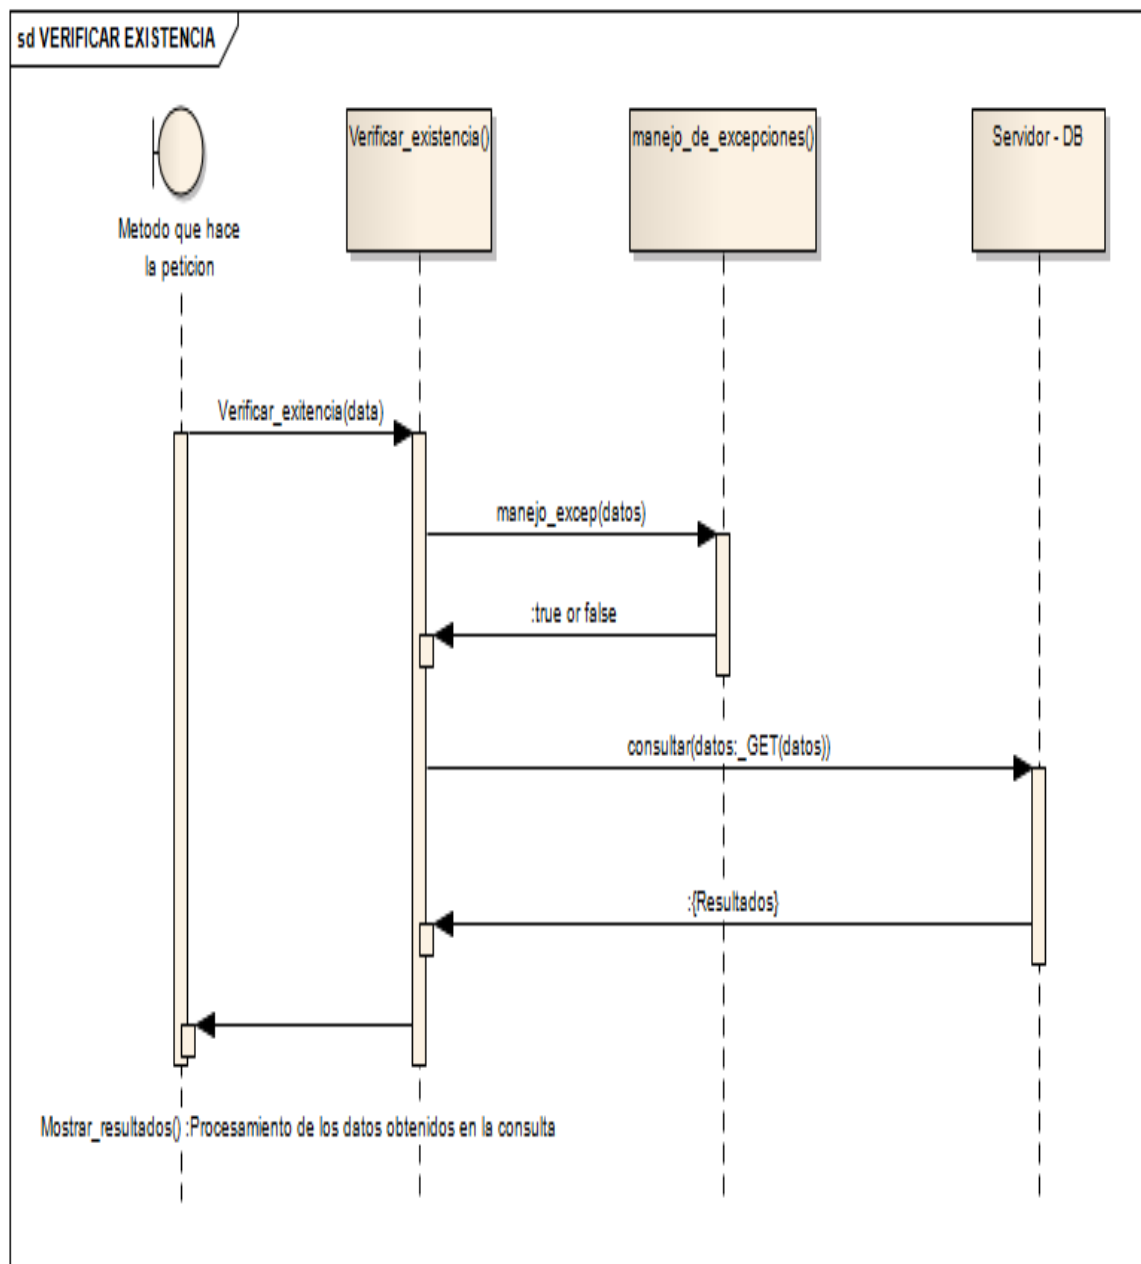 sd VERIFICAR EXISTENCIA
Verificar_existencia()
manejo_de_excepciones()
Servidor - DB
Metodo que hace
la peticion
Verificar_exitencia(data)
manejo_excep(datos)
:true or false
consultar(datos:_GET(datos))
:{Resultados}
Mostrar_resultados() :Procesamiento de los datos obtenidos en la consulta